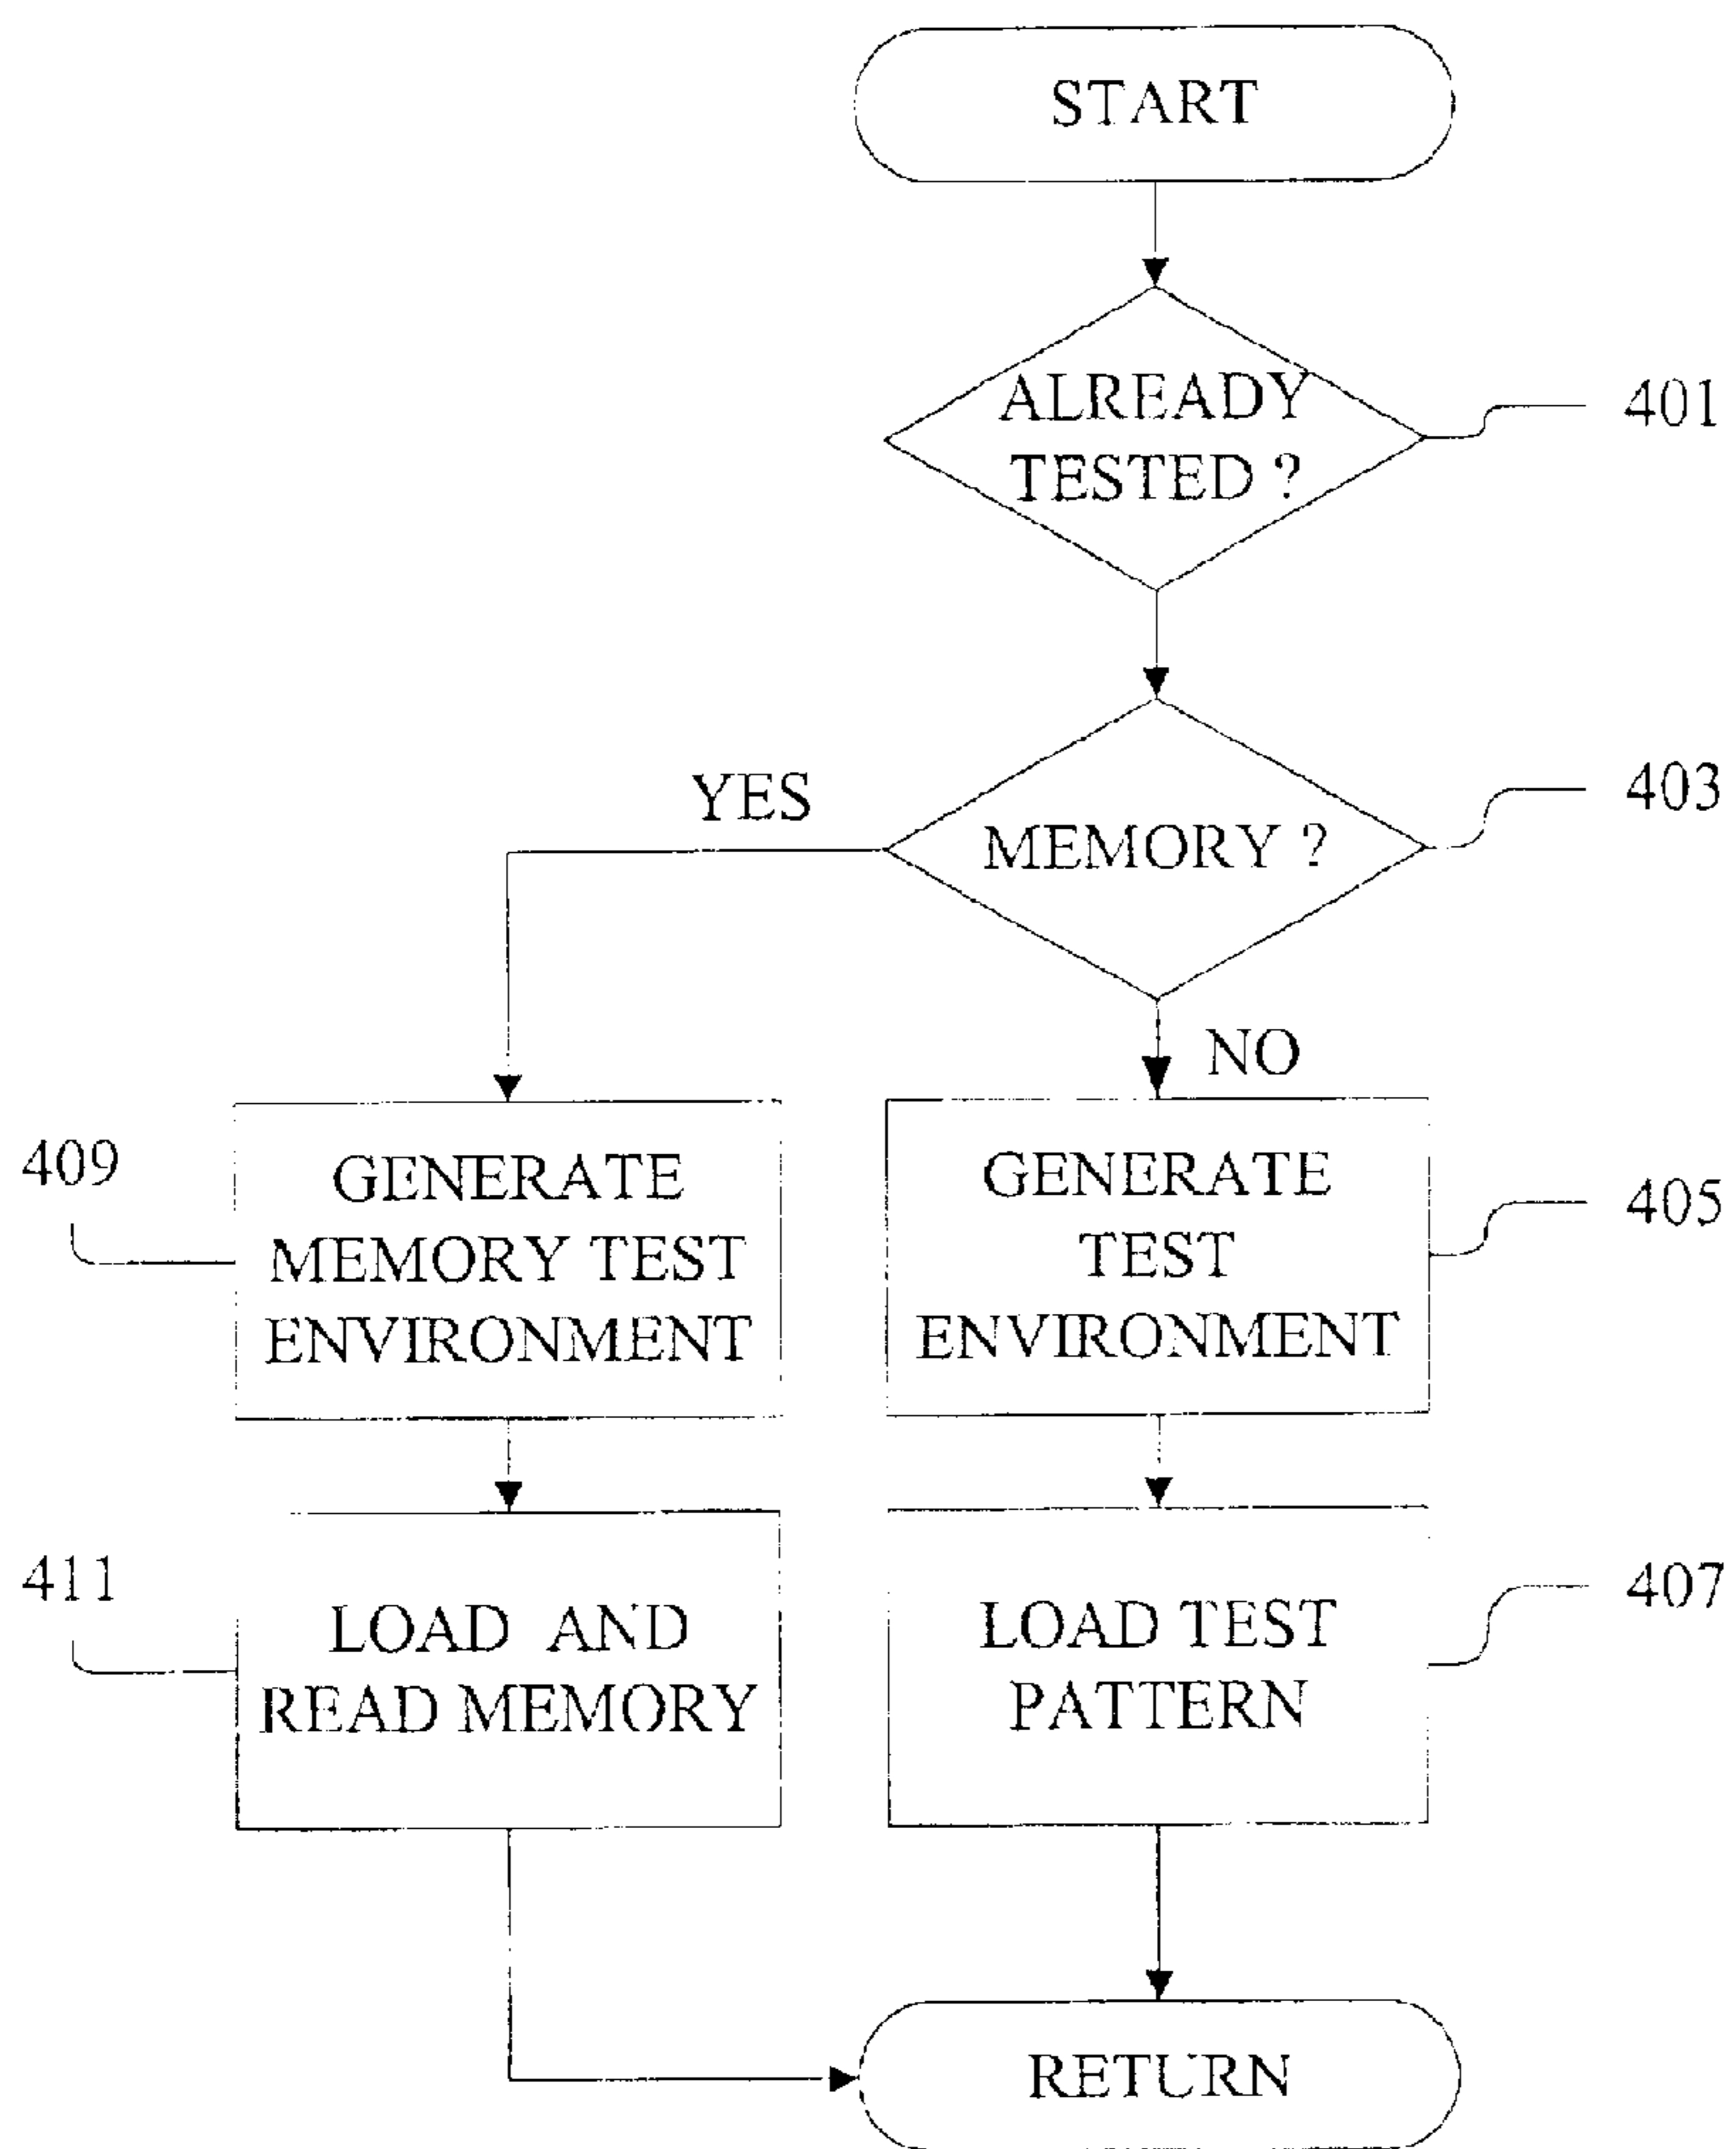 START
ALREADY
TESTED ?
401
MEMORY ?
403
YES
NO
409
GENERATE
MEMORY TEST
ENVIRONMENT
GENERATE
TEST
ENVIRONMENT
405
411
LOAD AND
READ MEMORY
LOAD TEST
PATTERN
407
RETURN